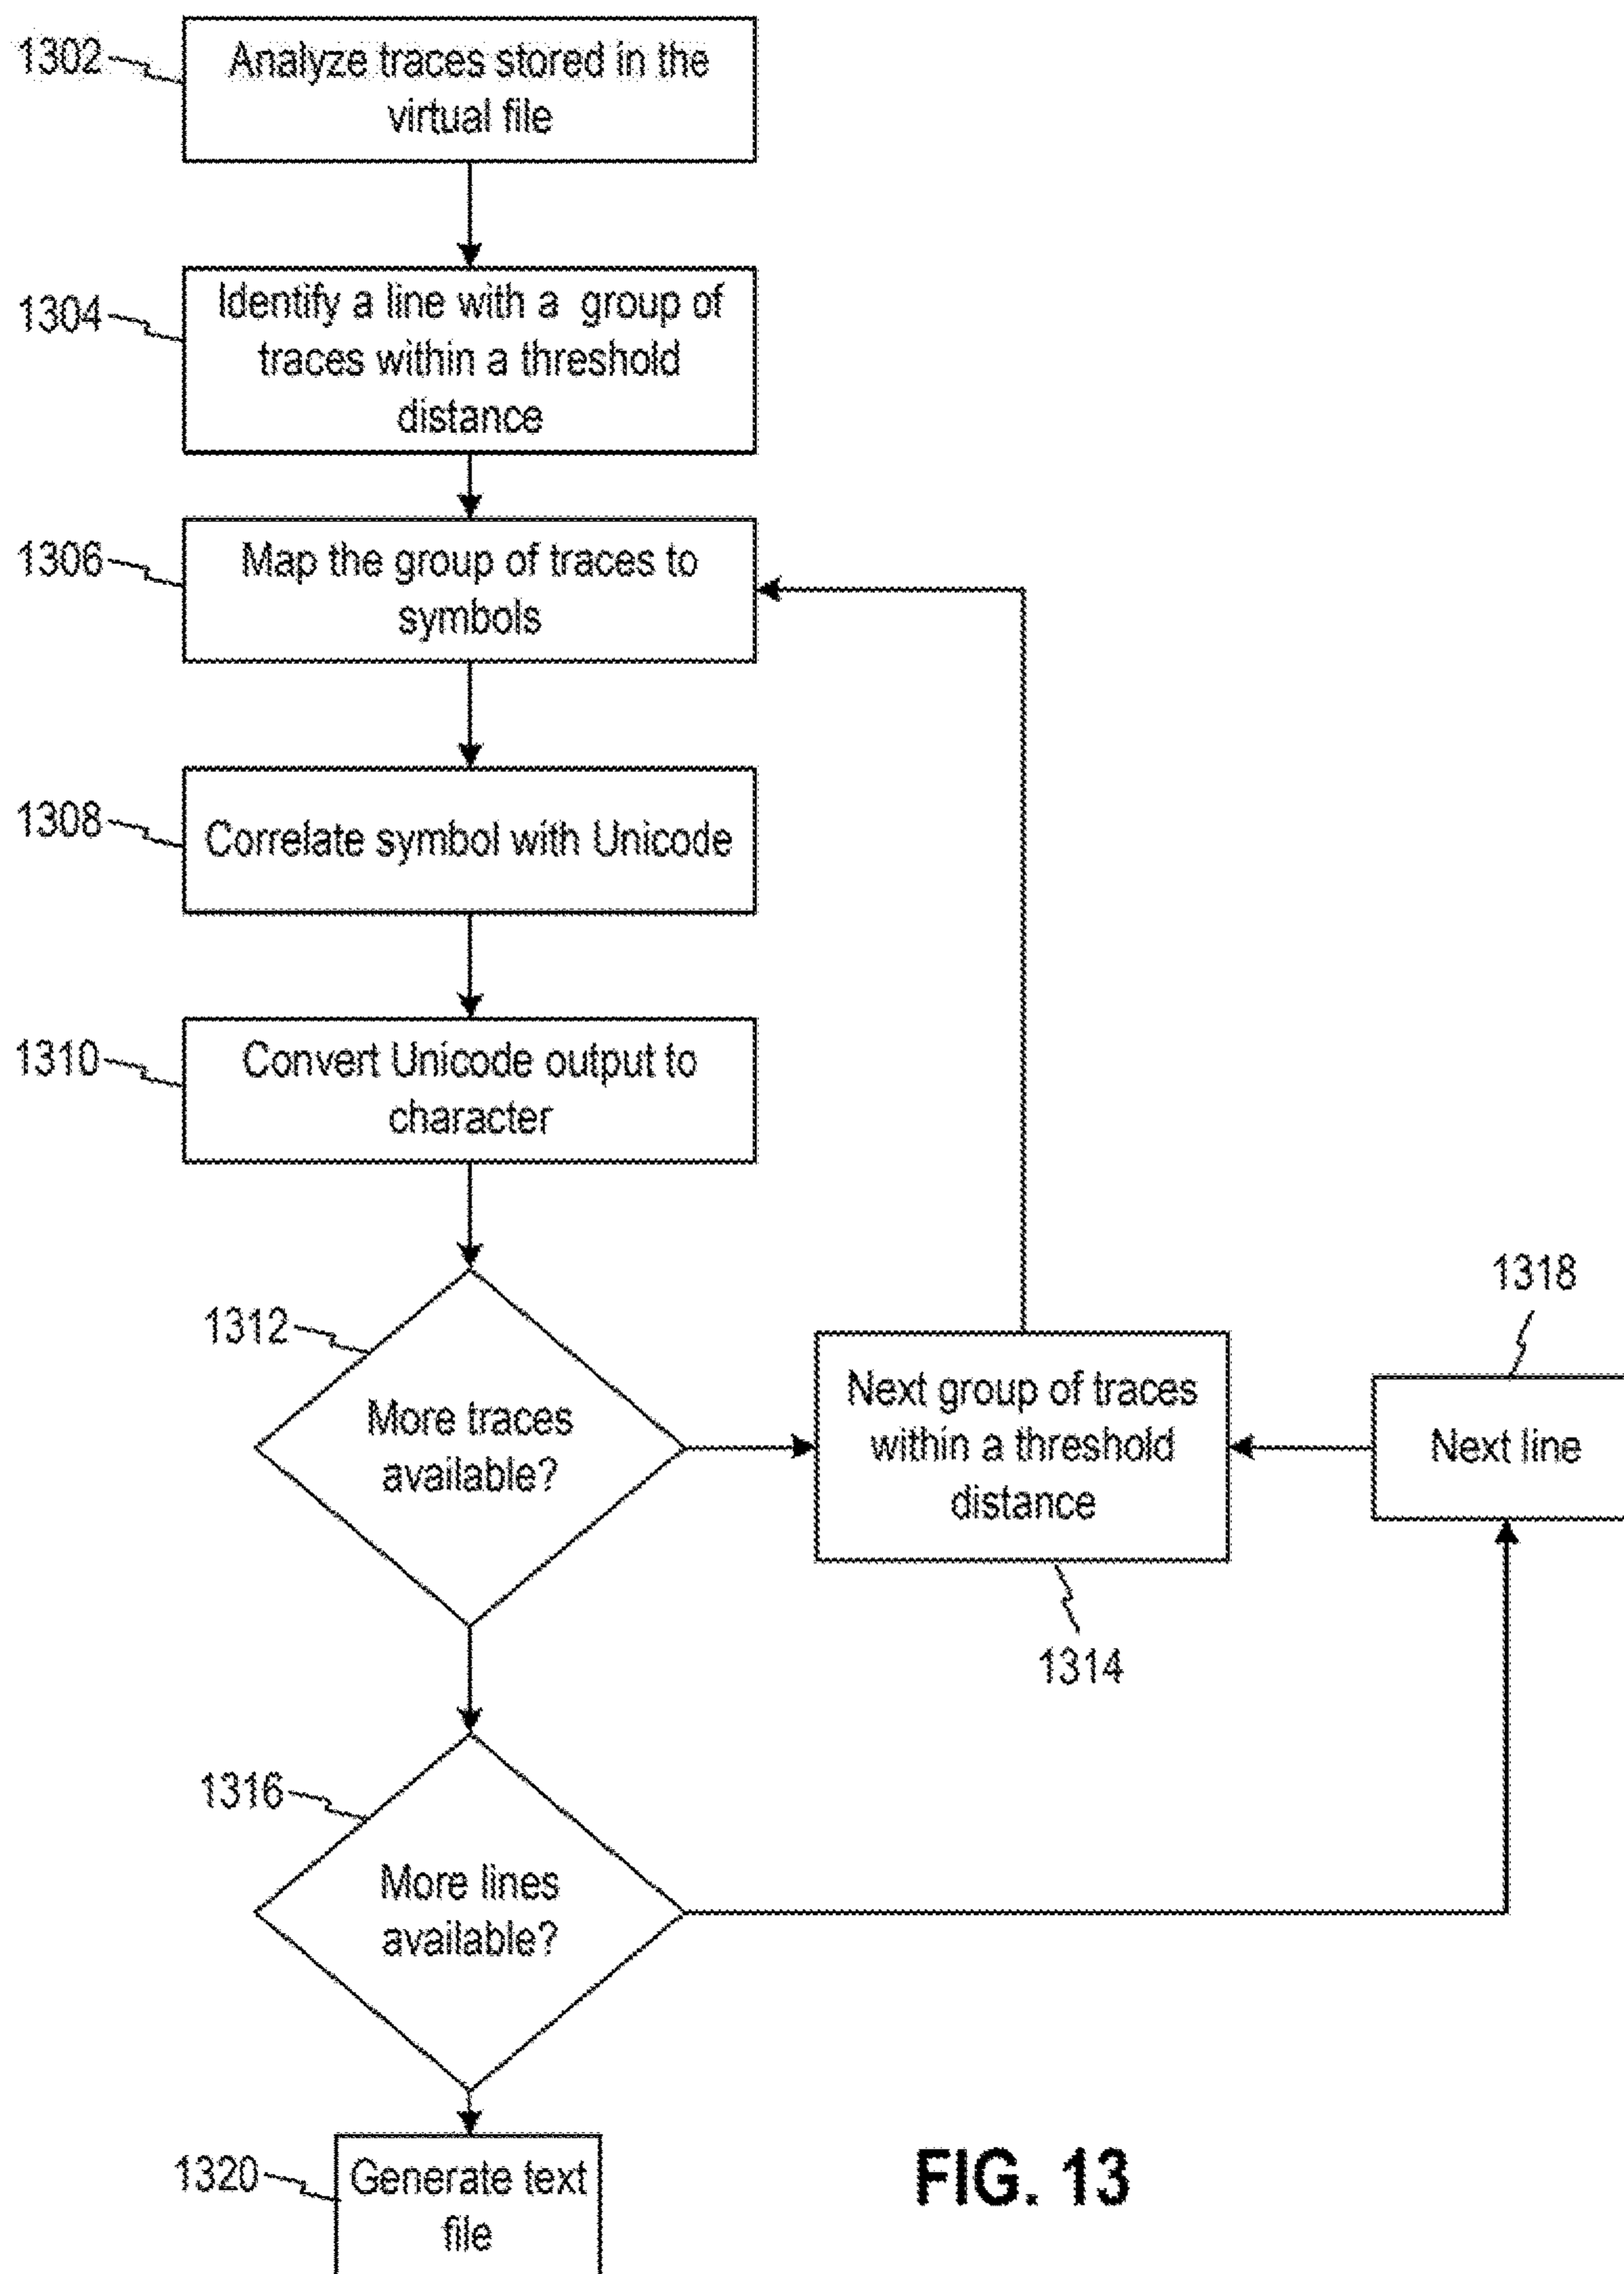 1302
Analyze traces stored in the
virtual file
1304
Identify a line with a group of
traces within a threshold
distance
1306
Map the group of traces to
symbols
1308
Correlate symbol with Unicode
1310
Convert Unicode output to
character
1312
More traces
available?
Next group of traces
within a threshold
distance
1314
1318
Next line
1316
More lines
available?
1320
Generate text
file
FIG. 13